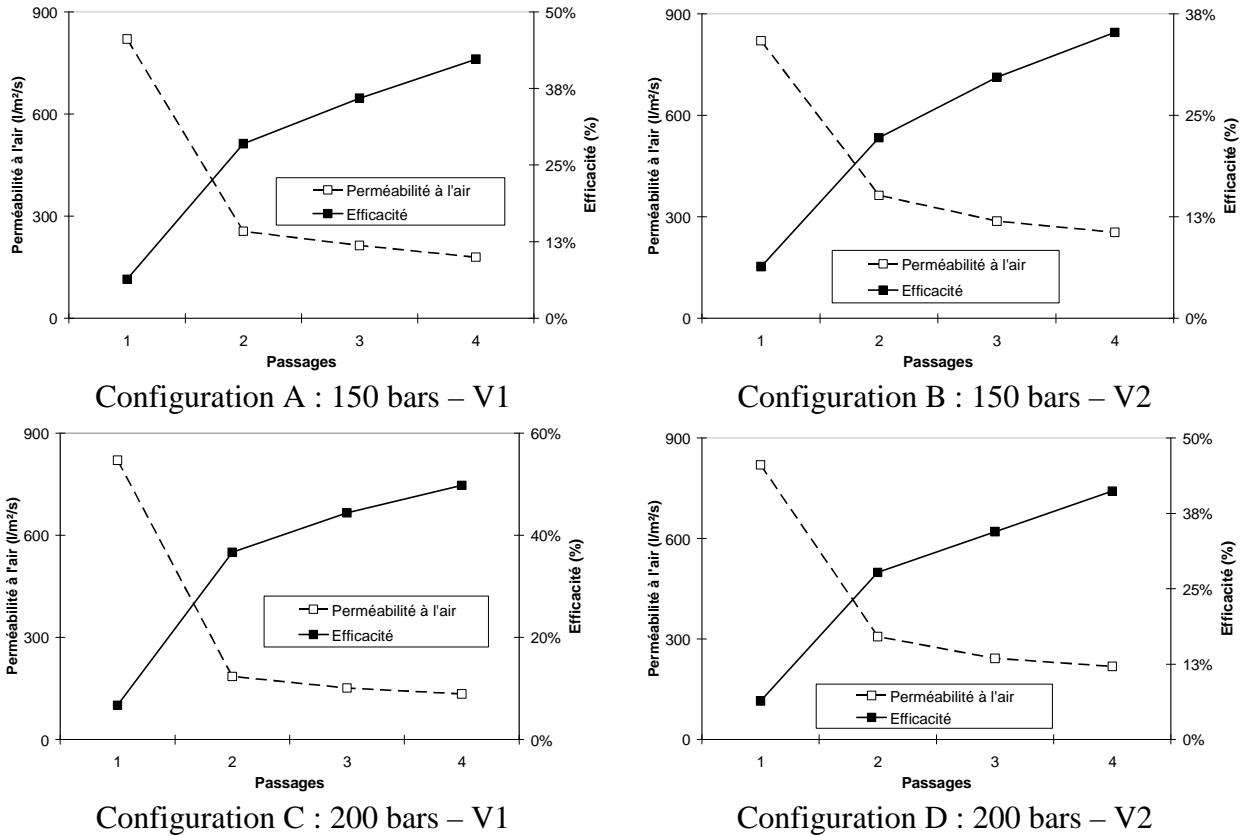 Perméabilité à l'air (l/m²/s)
900
600
300
0
50%
38%
25%
13%
0%
Efficacité (%)
Perméabilité à l'air
Efficacité
1 2 3 4
Passages
Configuration A : 150 bars – V1
Perméabilité à l'air (l/m²/s)
900
600
300
0
38%
25%
13%
0%
Efficacité (%)
Perméabilité à l'air
Efficacité
1 2 3 4
Passages
Configuration B : 150 bars – V2
Perméabilité à l'air (l/m²/s)
900
600
300
0
60%
40%
20%
0%
Efficacité (%)
Perméabilité à l'air
Efficacité
1 2 3 4
Passages
Configuration C : 200 bars – V1
Perméabilité à l'air (l/m²/s)
900
600
300
0
50%
38%
25%
13%
0%
Efficacité (%)
Perméabilité à l'air
Efficacité
1 2 3 4
Passages
Configuration D : 200 bars – V2